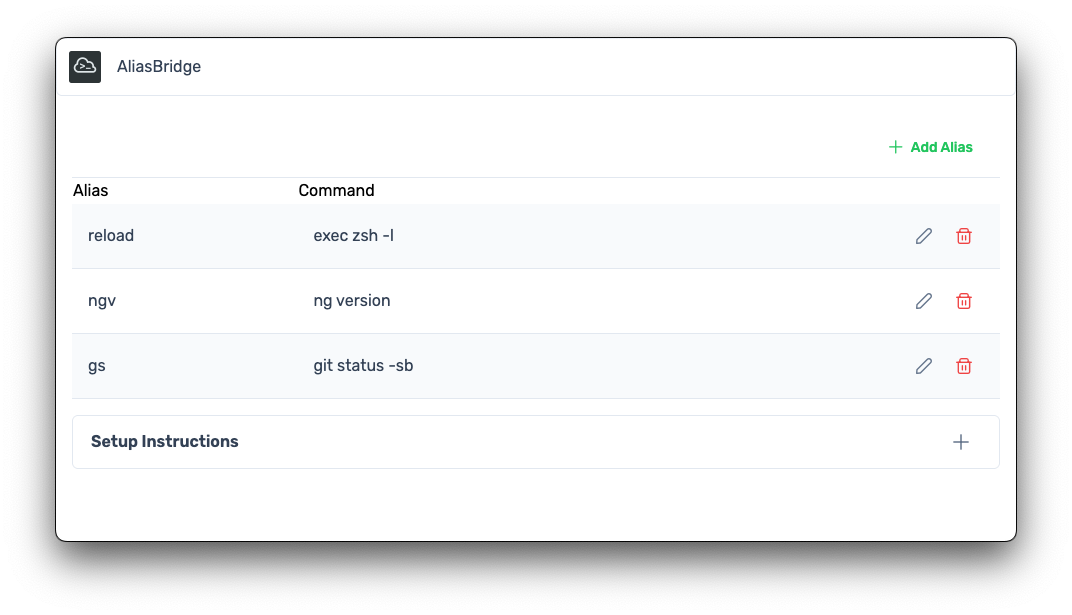 AliasBridge
Add Alias
Alias Command
reload exec zsh -l
ngv ng version
gs git status -sb
Setup Instructions